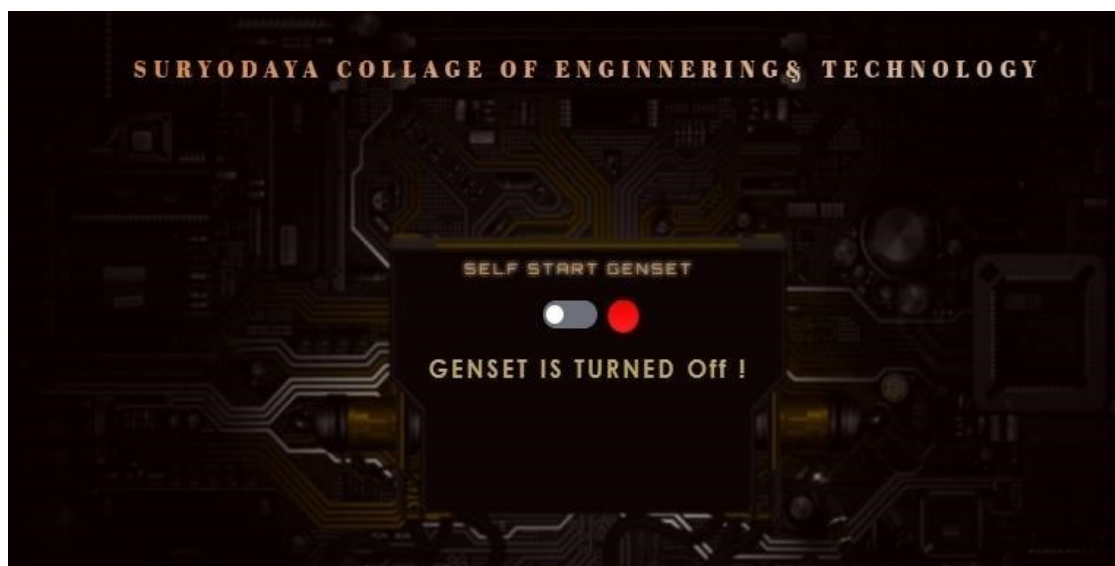 SURYODAYA COLLAGE OF ENGINNERING& TECHNOLOGY
SELF START GENSET
GENSET IS TURNED Off !